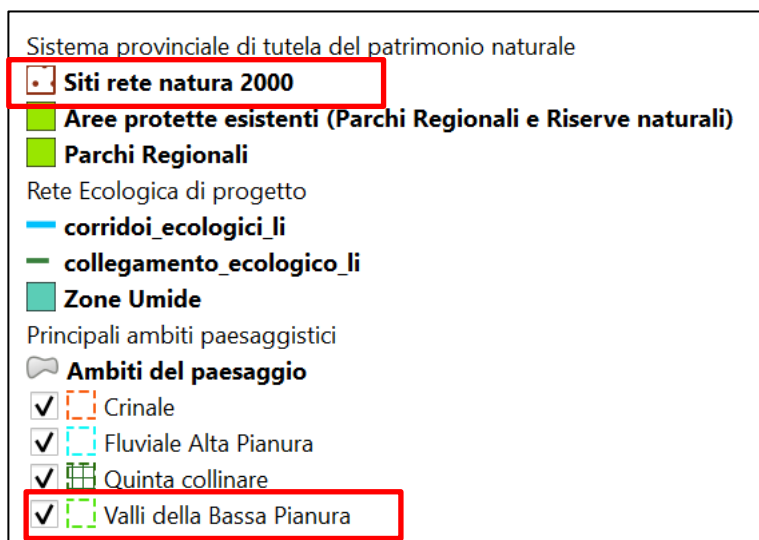 Sistema provinciale di tutela del patrimonio naturale
Siti rete natura 2000
Aree protette esistenti (Parchi Regionali e Riserve naturali)
Parchi Regionali
Rete Ecologica di progetto
corridoi_ecologici_li
collegamento_ecologico_li
Zone Umide
Principali ambiti paesaggistici
Ambiti del paesaggio
Crinale
Fluviale Alta Pianura
Quinta collinare
Valli della Bassa Pianura